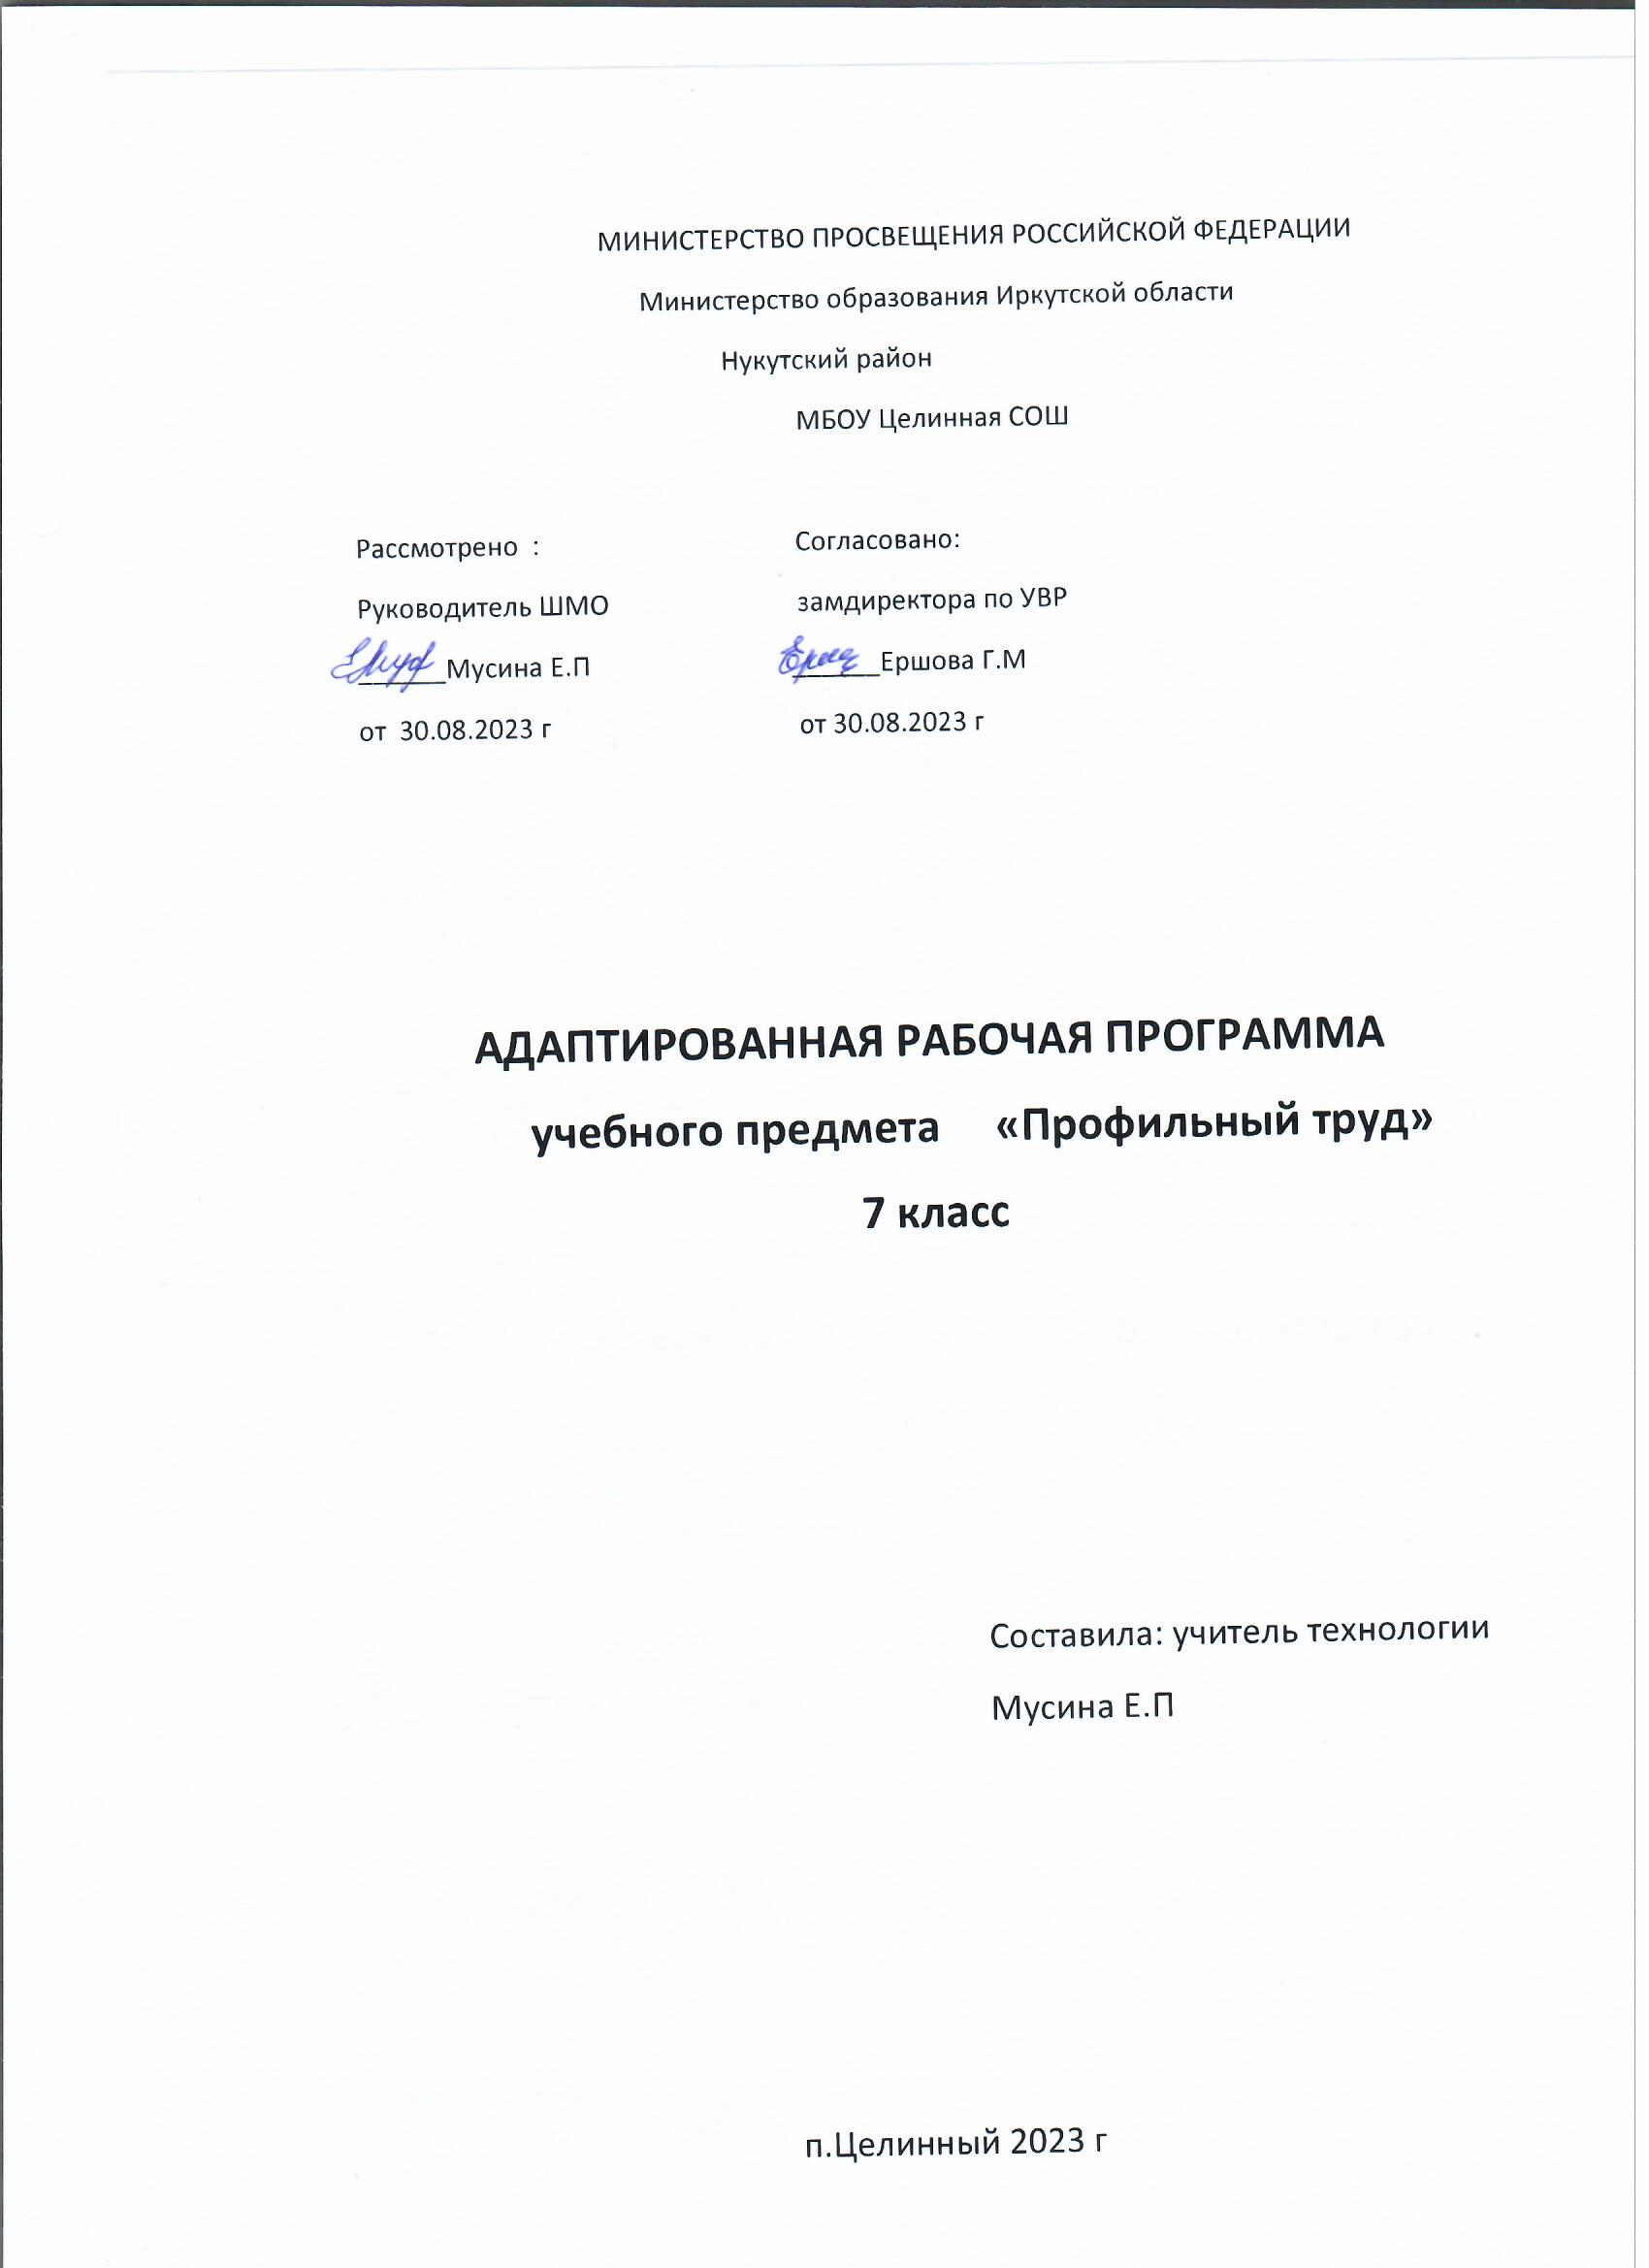 МИНИСТЕРСТВО ПРОСВЕЩЕНИЯ РОССИЙСКОЙ ФЕДЕРАЦИИ
Министерство образования Иркутской области
Нукутский район
МБОУ Целинная СОШ
Рассмотрено :
Руководитель ШМО
______Мусина Е.П
от 30.08.2023 г
Согласовано:
замдиректора по УВР
______Ершова Г.М
от 30.08.2023 г
АДАПТИРОВАННАЯ РАБОЧАЯ ПРОГРАММА
учебного предмета «Профильный труд»
7 класс
Составила: учитель технологии
Мусина Е.П
п.Целинный 2023 г